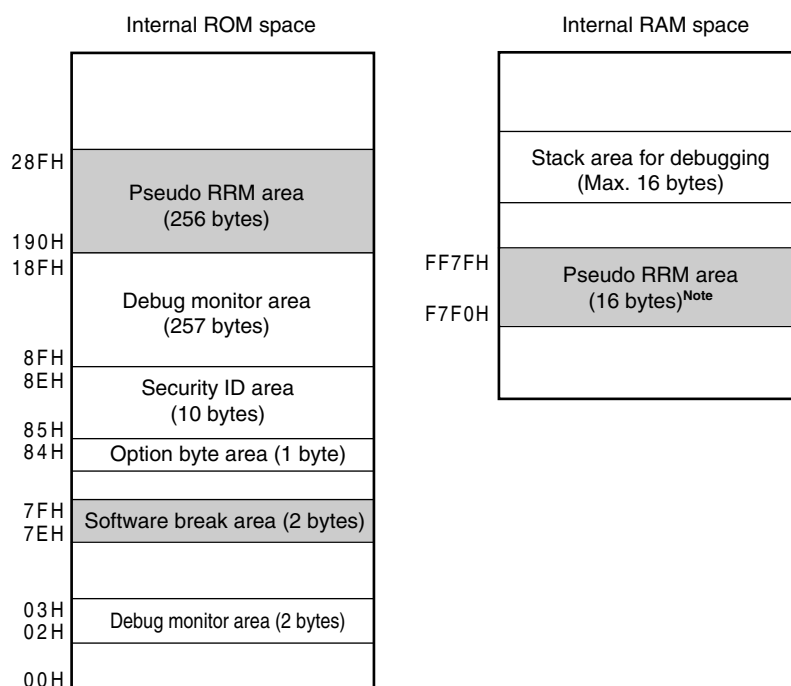 Internal ROM space
28FH
Pseudo RRM area
(256 bytes)
190H
18FH
Debug monitor area
(257 bytes)
8FH
8EH
Security ID area
(10 bytes)
85H
84H
Option byte area (1 byte)
7FH
Software break area (2 bytes)
7EH
03H
Debug monitor area (2 bytes)
02H
00H
Internal RAM space
Stack area for debugging
(Max. 16 bytes)
FF7FH
Pseudo RRM area
(16 bytes)Note
F7F0H